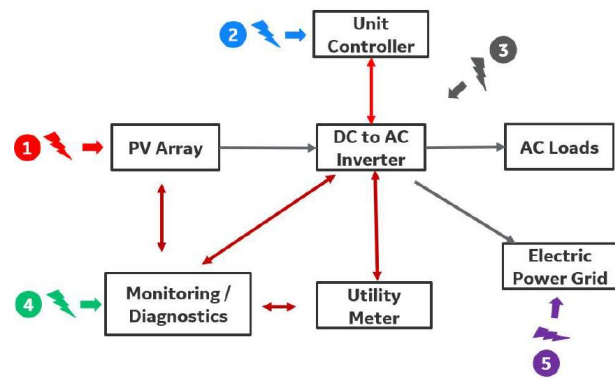 2
Unit
Controller
3
1
PV Array
DC to AC
Inverter
AC Loads
4
Monitoring /
Diagnostics
Utility
Meter
Electric
Power Grid
5